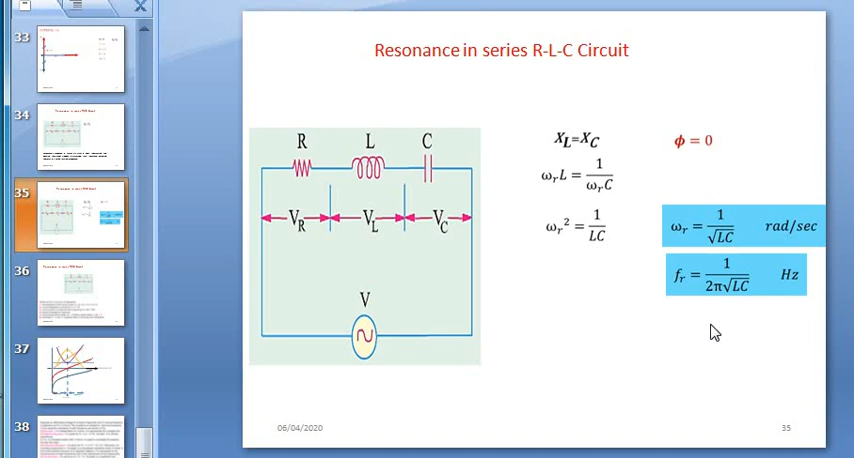 33
34
35
36
37
38
Resonance in series R-L-C Circuit
R L C
V_R V_L V_C
V
X_L=X_C
ω_r L = 1/(ω_r C)
ω_r² = 1/(LC)
ϕ = 0
ω_r = 1/√(LC) rad/sec
f_r = 1/(2π√(LC)) Hz
06/04/2020
35